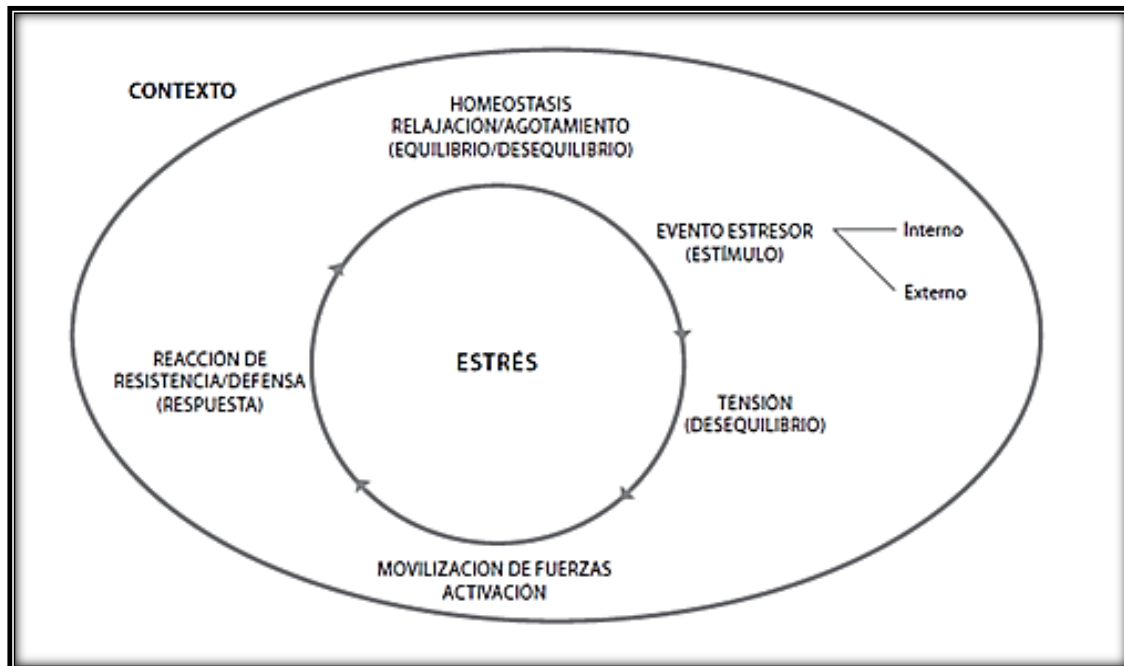 CONTEXTO
HOMEOSTASIS
RELAJACION/AGOTAMIENTO
(EQUILIBRIO/DESEQUILIBRIO)
EVENTO ESTRESOR
(ESTÍMULO)
Interno
Externo
ESTRÉS
REACCIÓN DE
RESISTENCIA/DEFENSA
(RESPUESTA)
TENSIÓN
(DESEQUILIBRIO)
MOVILIZACION DE FUERZAS
ACTIVACIÓN